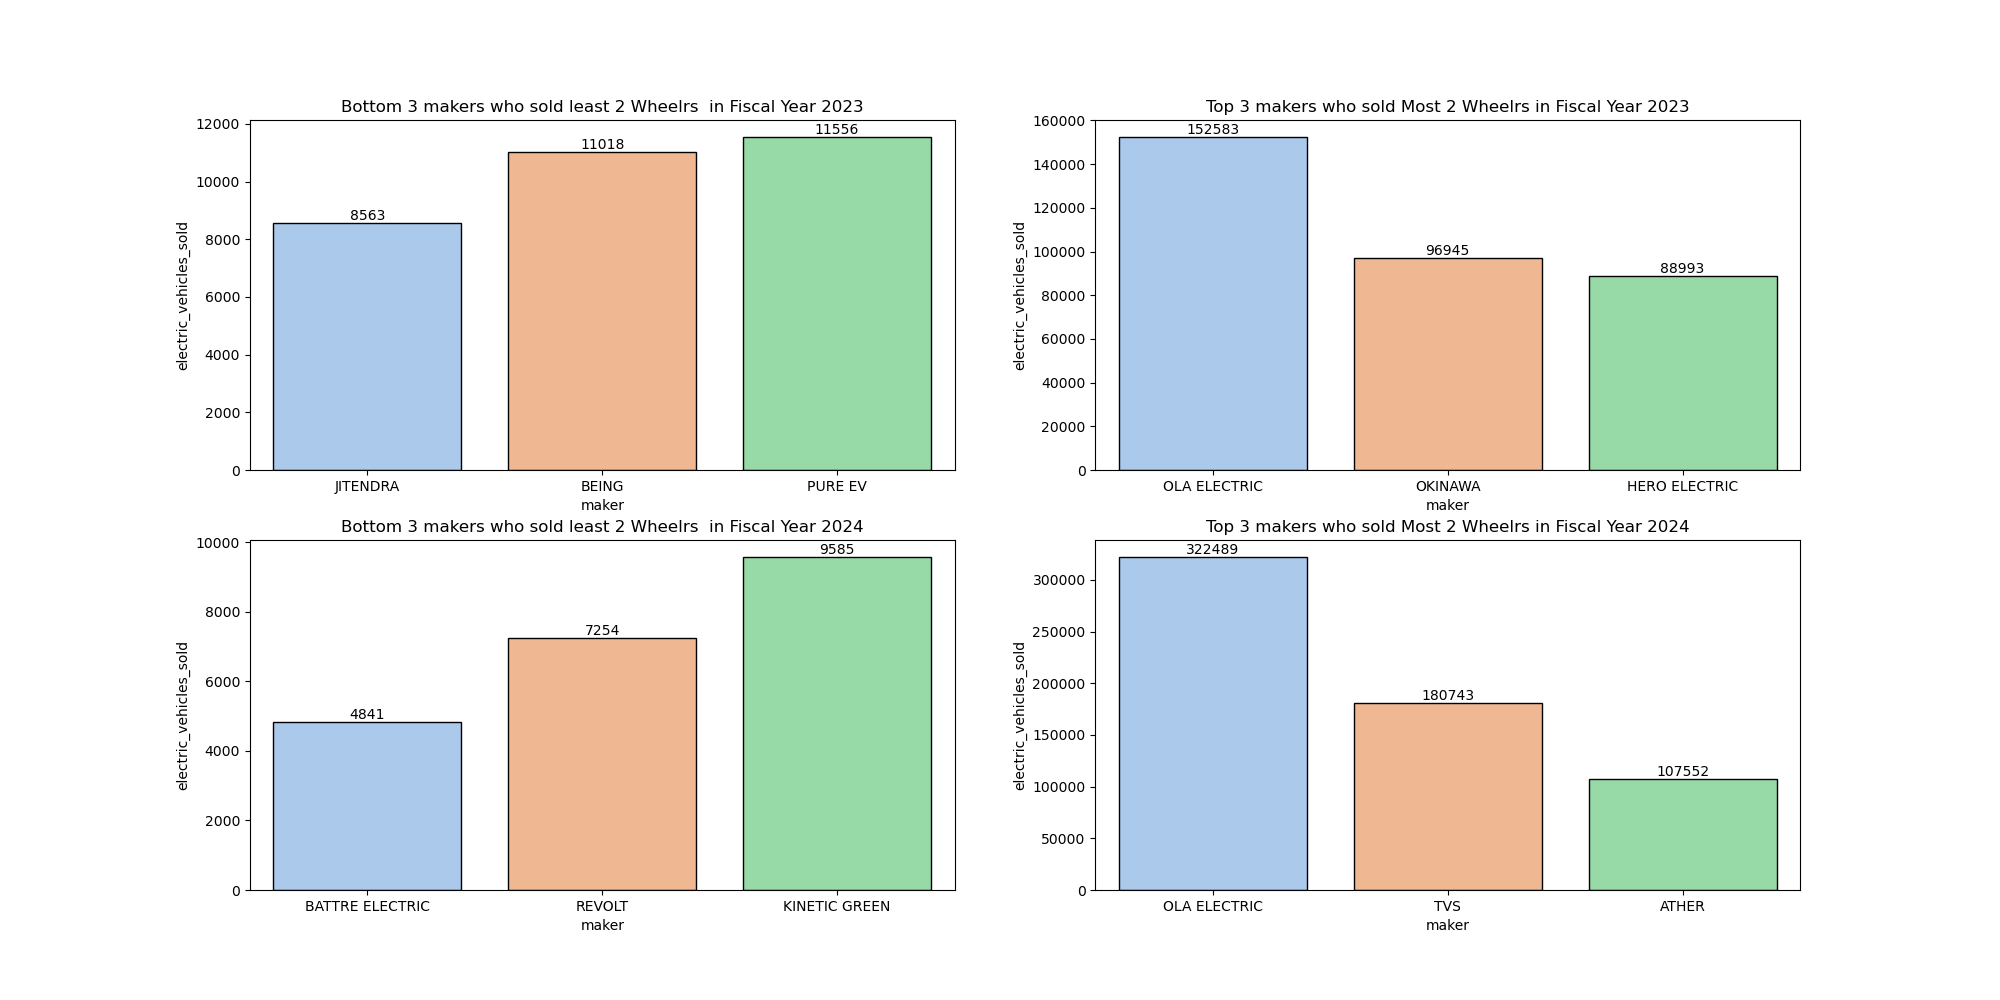 Bottom 3 makers who sold least 2 Wheelrs  in Fiscal Year 2023
12000
10000
8000
6000
4000
2000
0
electric_vehicles_sold
8563
11018
11556
JITENDRA
BEING
PURE EV
maker
Top 3 makers who sold Most 2 Wheelrs in Fiscal Year 2023
160000
140000
120000
100000
80000
60000
40000
20000
0
electric_vehicles_sold
152583
96945
88993
OLA ELECTRIC
OKINAWA
HERO ELECTRIC
maker
Bottom 3 makers who sold least 2 Wheelrs  in Fiscal Year 2024
10000
8000
6000
4000
2000
0
electric_vehicles_sold
4841
7254
9585
BATTRE ELECTRIC
REVOLT
KINETIC GREEN
maker
Top 3 makers who sold Most 2 Wheelrs in Fiscal Year 2024
300000
250000
200000
150000
100000
50000
0
electric_vehicles_sold
322489
180743
107552
OLA ELECTRIC
TVS
ATHER
maker